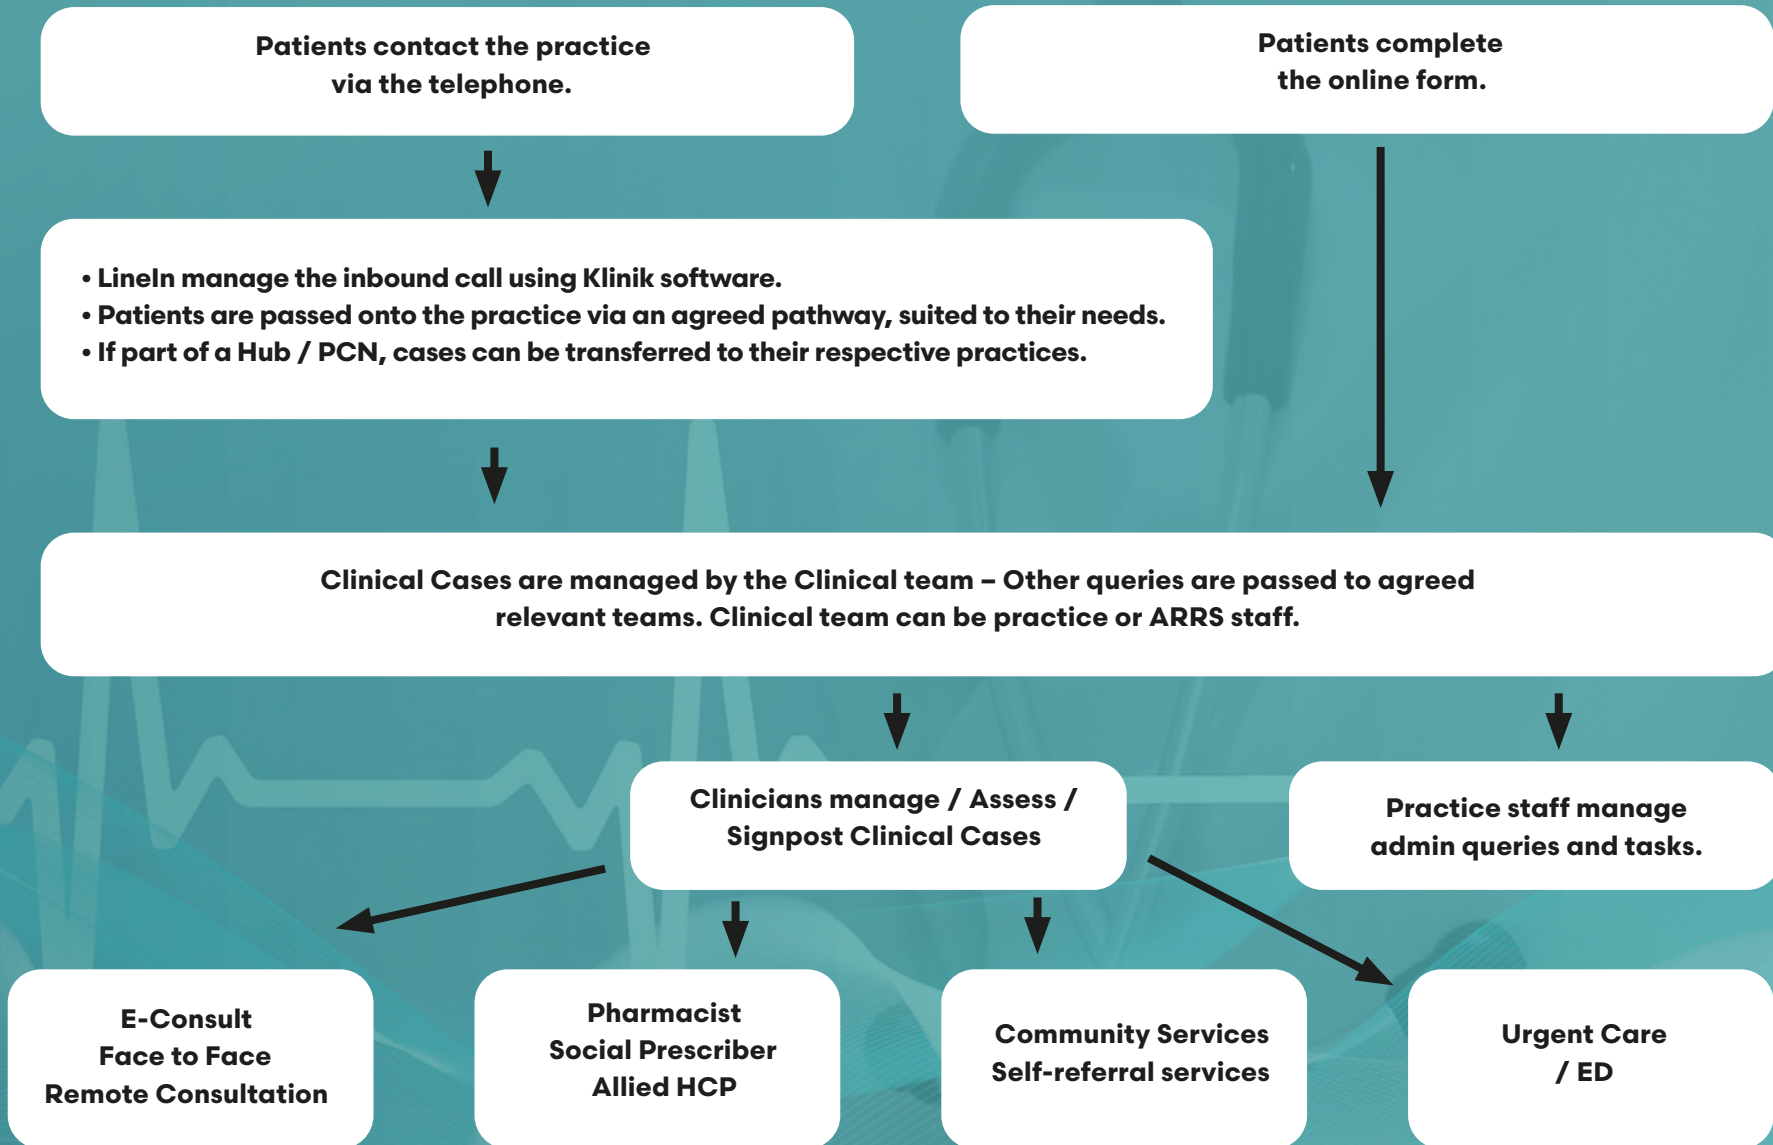 Patients contact the practice
via the telephone.
Patients complete
the online form.
• LineIn manage the inbound call using Klinik software.
• Patients are passed onto the practice via an agreed pathway, suited to their needs.
• If part of a Hub / PCN, cases can be transferred to their respective practices.
Clinical Cases are managed by the Clinical team – Other queries are passed to agreed
relevant teams. Clinical team can be practice or ARRS staff.
Clinicians manage / Assess /
Signpost Clinical Cases
Practice staff manage
admin queries and tasks.
E-Consult
Face to Face
Remote Consultation
Pharmacist
Social Prescriber
Allied HCP
Community Services
Self-referral services
Urgent Care
/ ED